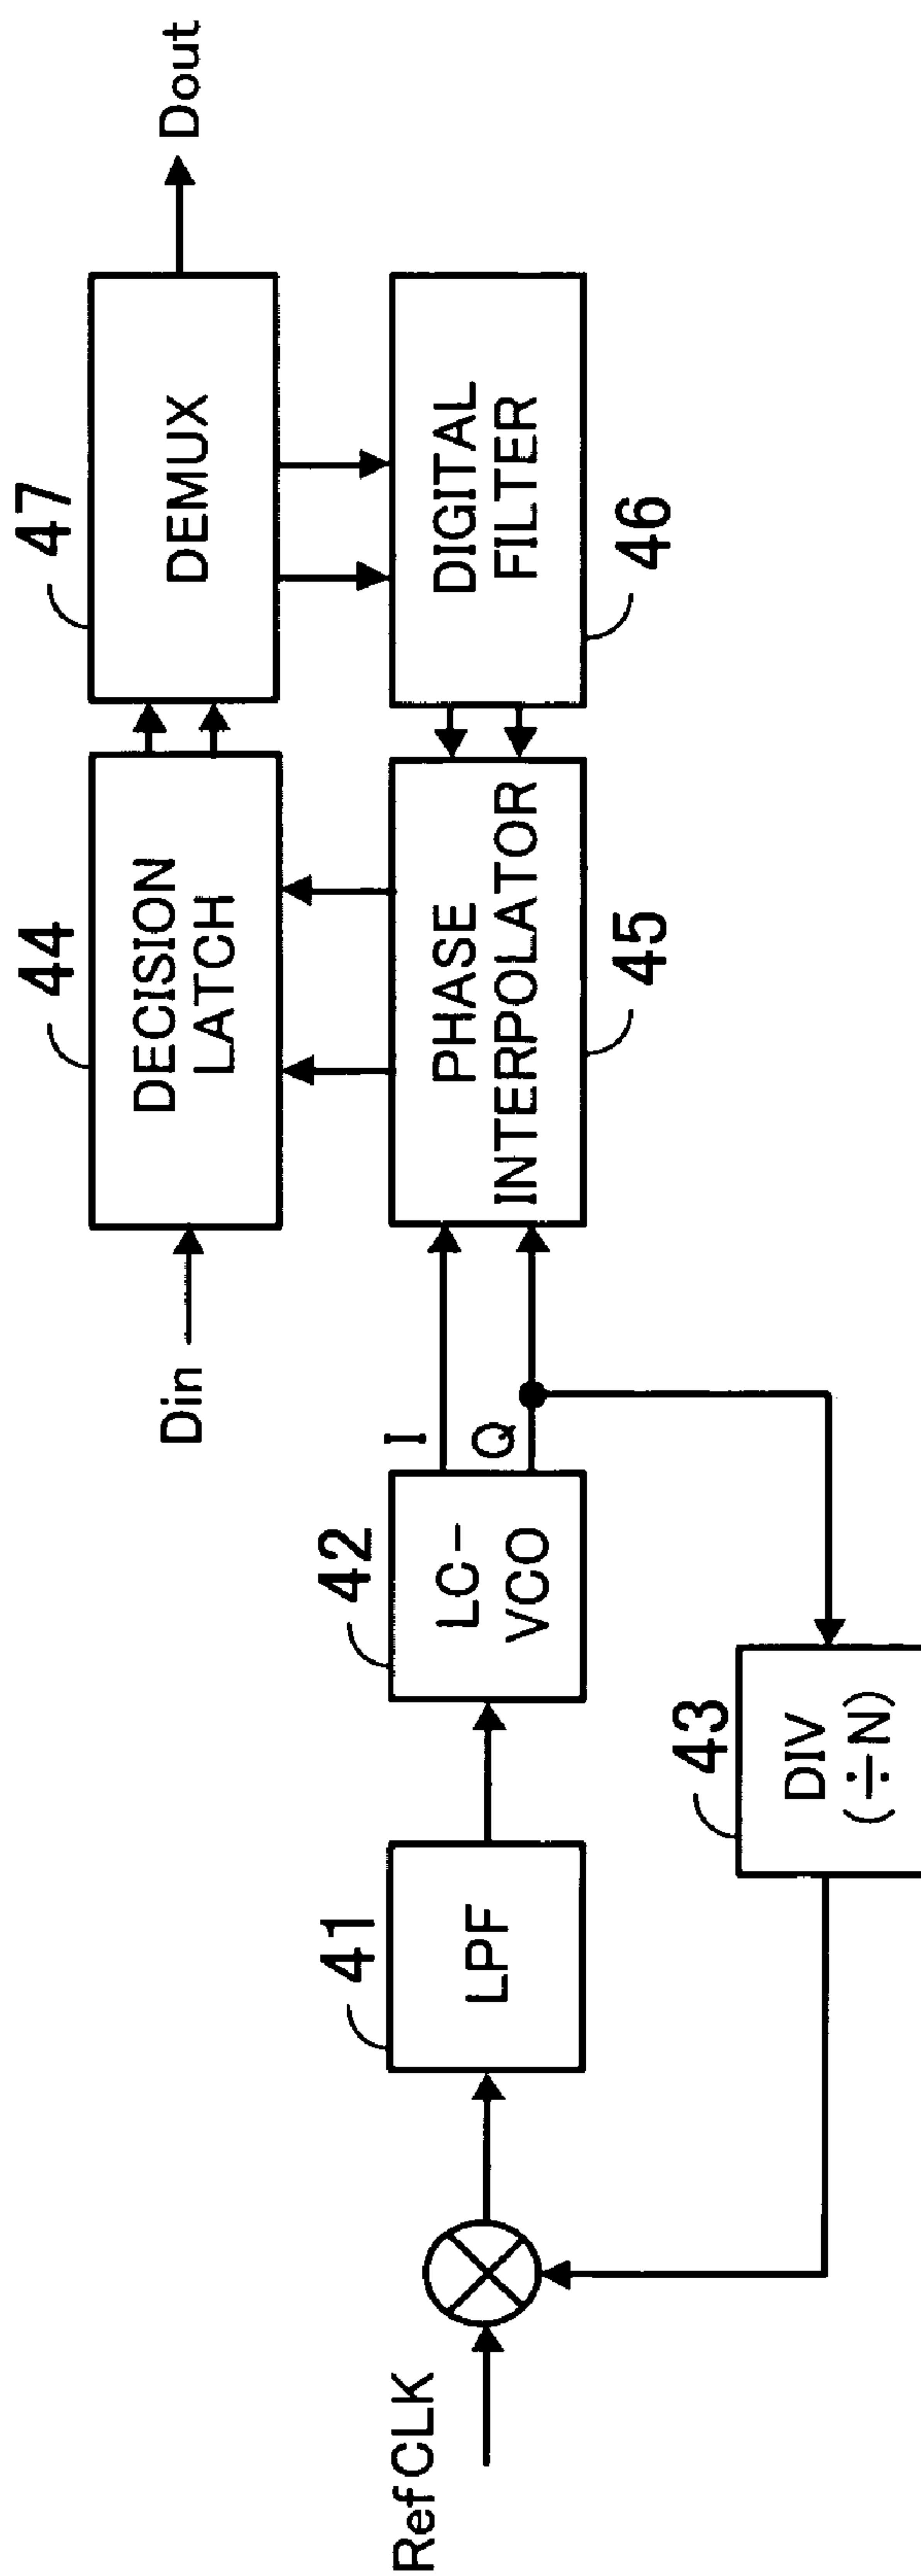 47
DEMUX
Dout
44
DECISION
LATCH
Din
DIGITAL
FILTER
46
PHASE
INTERPOLATOR
45
I
Q
42
LC-
VCO
41
LPF
RefCLK
43
DIV
(÷N)